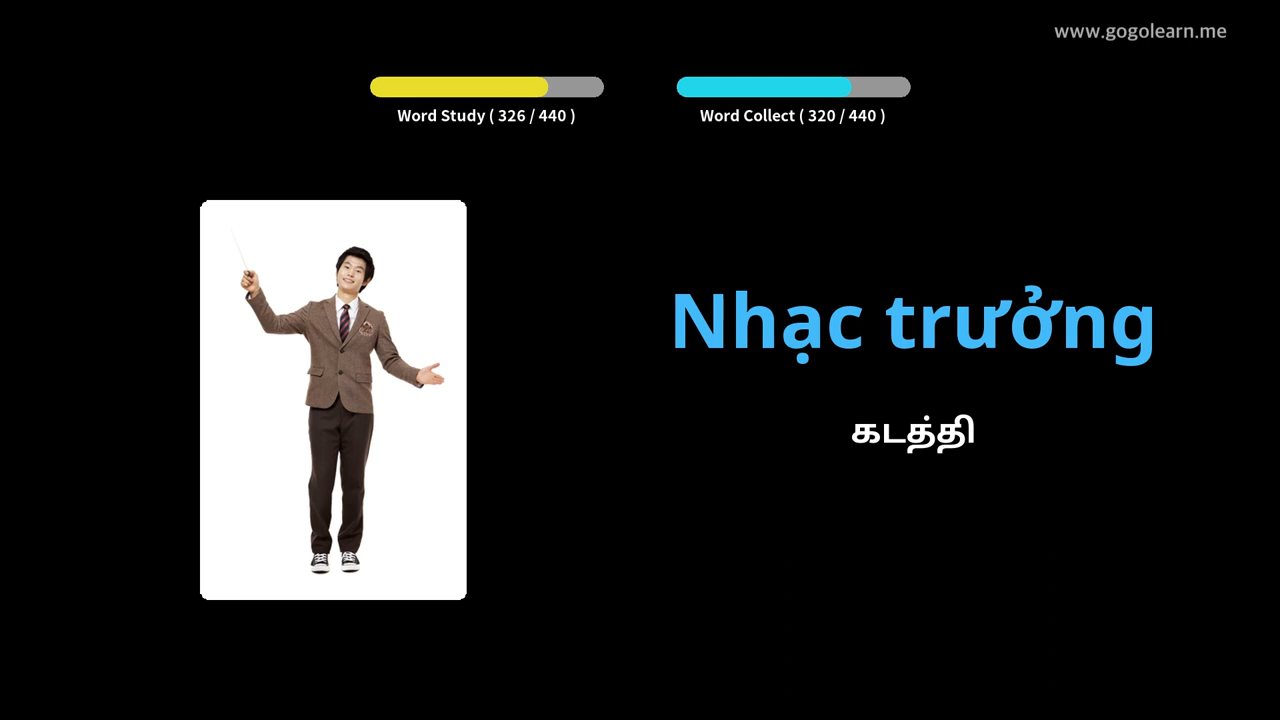 www.gogolearn.me
Word Study ( 326 / 440 )
Word Collect ( 320 / 440 )
Nhạc trưởng
கடத்தி